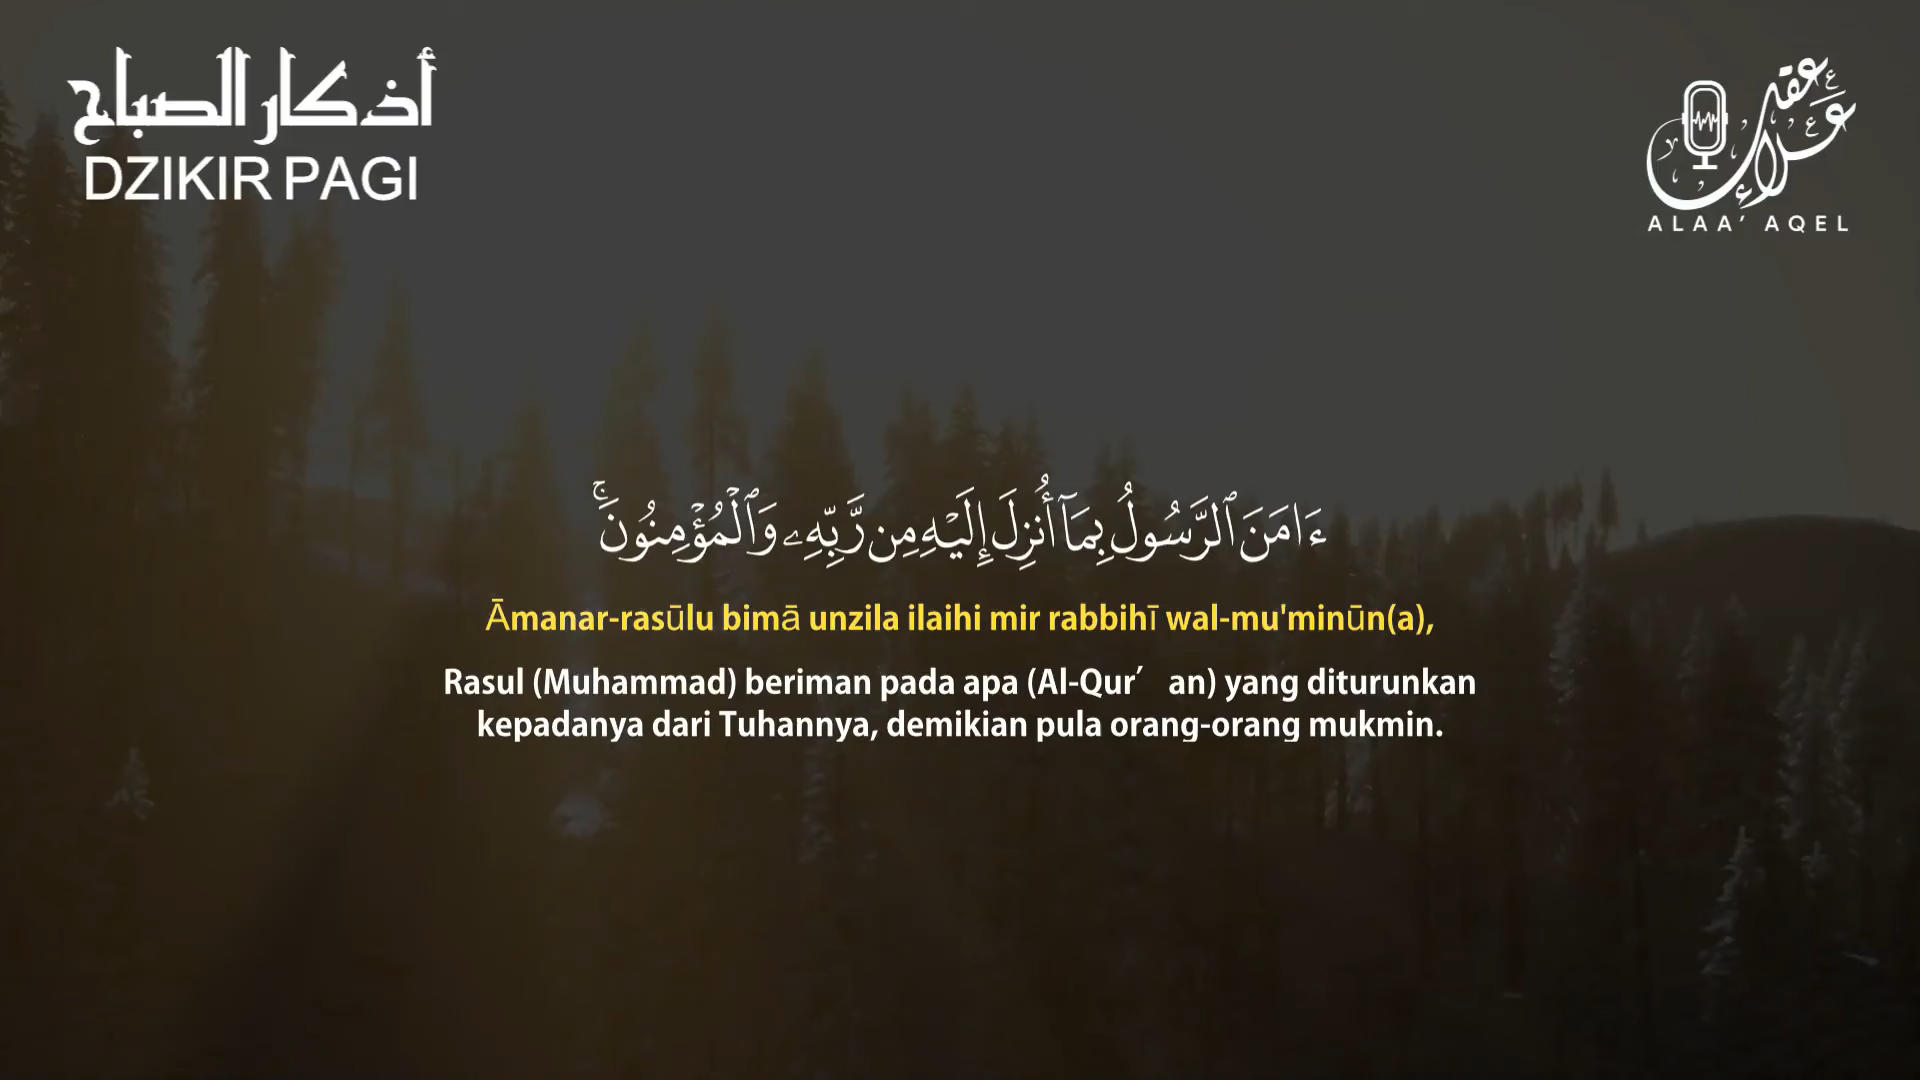 أذكار الصباح
DZIKIR PAGI
علاء عقل
ALAA' AQEL
ءَامَنَ ٱلرَّسُولُ بِمَآ أُنزِلَ إِلَيْهِ مِن رَّبِّهِۦ وَٱلْمُؤْمِنُونَ ۚ
Āmanar-rasūlu bimā unzila ilaihi mir rabbihī wal-mu'minūn(a),
Rasul (Muhammad) beriman pada apa (Al-Qur′an) yang diturunkan
kepadanya dari Tuhannya, demikian pula orang-orang mukmin.